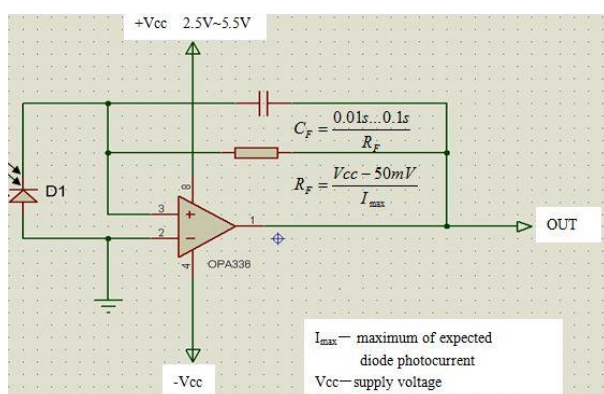 +Vcc 2.5V~5.5V
C_F = 0.01s...0.1s / R_F
R_F = Vcc − 50mV / I_max
D1
8
3
+
2
−
1
4
OPA336
OUT
I_max— maximum of expected
diode photocurrent
Vcc—supply voltage
-Vcc